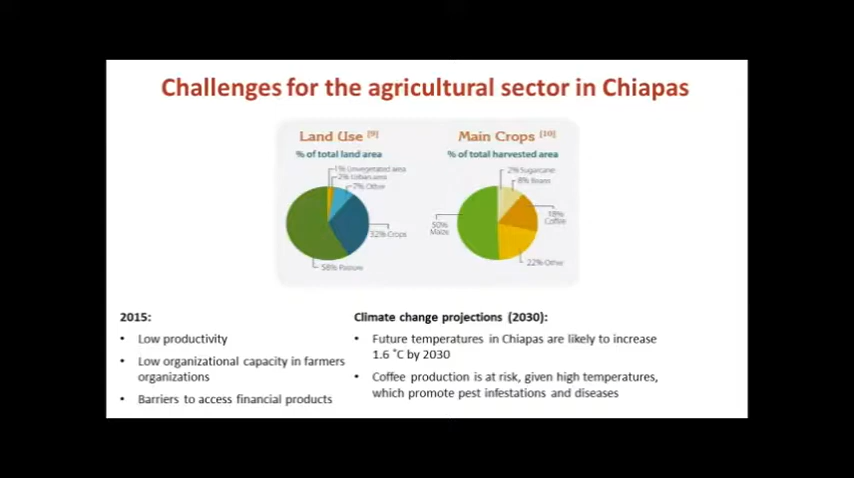 Challenges for the agricultural sector in Chiapas
Land Use [9]
% of total land area
1% Unvegetated area
2% Urban area
7% Other
32% Crops
58% Pasture
Main Crops [10]
% of total harvested area
2% Sugarcane
8% Beans
18%
Coffee
22% Other
50%
Maize
2015:
• Low productivity
• Low organizational capacity in farmers
organizations
• Barriers to access financial products
Climate change projections (2030):
• Future temperatures in Chiapas are likely to increase
1.6 ˚C by 2030
• Coffee production is at risk, given high temperatures,
which promote pest infestations and diseases